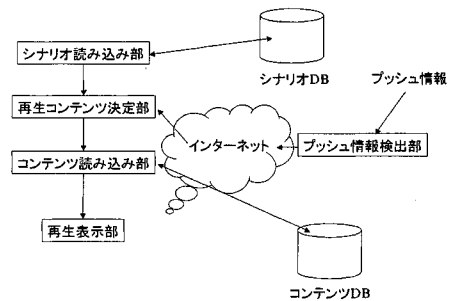 シナリオ読み込み部
シナリオDB
プッシュ情報
再生コンテンツ決定部
インターネット
プッシュ情報検出部
コンテンツ読み込み部
再生表示部
コンテンツDB